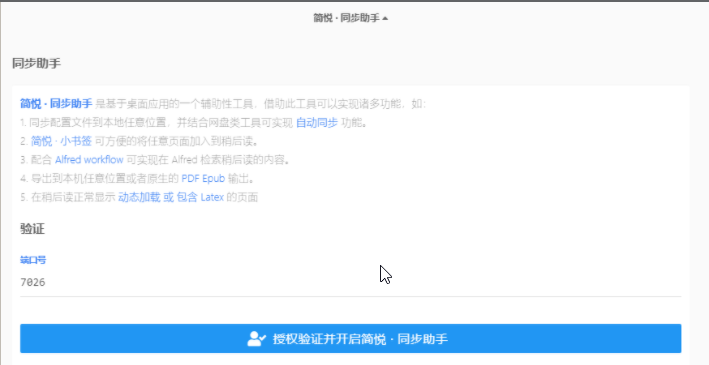 简悦 · 同步助手
同步助手
简悦 · 同步助手 是基于桌面应用的一个辅助性工具，借助此工具可以实现诸多功能，如：
1. 同步配置文件到本地任意位置，并结合网盘类工具可实现 自动同步 功能。
2. 简悦 · 小书签 可方便的将任意页面加入到稍后读。
3. 配合 Alfred workflow 可实现在 Alfred 检索稍后读的内容。
4. 导出到本机任意位置或者原生的 PDF Epub 输出。
5. 在稍后读正常显示 动态加载 或 包含 Latex 的页面
验证
端口号
7026
授权验证并开启简悦 · 同步助手